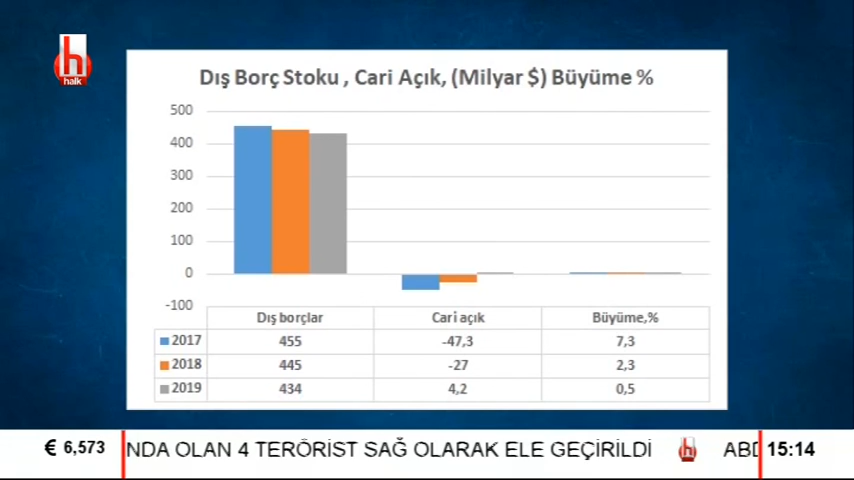 halk
Dış Borç Stoku , Cari Açık, (Milyar $) Büyüme %
500
400
300
200
100
0
-100
Dış borçlar Cari açık Büyüme,%
2017 455 -47,3 7,3
2018 445 -27 2,3
2019 434 4,2 0,5
€ 6,573 NDA OLAN 4 TERÖRİST SAĞ OLARAK ELE GEÇİRİLDİ h ABD 15:14